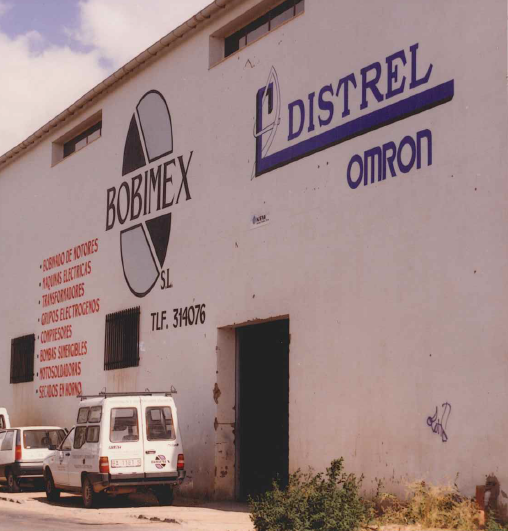 DISTREL
OMRON
BOBIMEX
S.L.
TLF. 314076
• BOBINADO DE MOTORES
• MAQUINAS ELECTRICAS
• TRANSFORMADORES
• GRUPOS ELECTROGENOS
• COMPRESORES
• BOMBAS SUMERGIBLES
• MOTOSOLDADORAS
• SECADOS EN HORNO.